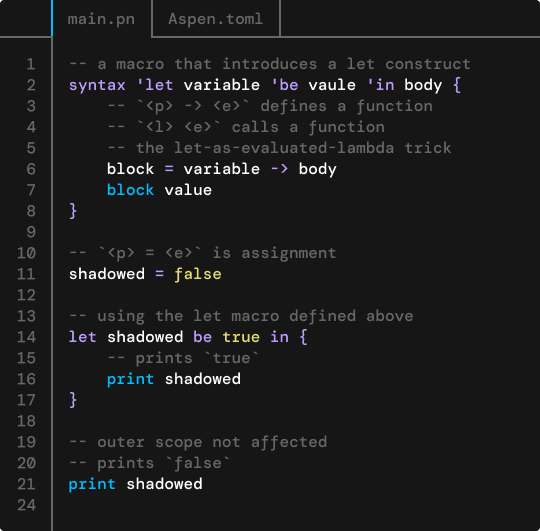 main.pn Aspen.toml
1 -- a macro that introduces a let construct
2 syntax 'let variable 'be vaule 'in body {
3     -- `<p> -> <e>` defines a function
4     -- `<l> <e>` calls a function
5     -- the let-as-evaluated-lambda trick
6     block = variable -> body
7     block value
8 }
9
10 -- `<p> = <e>` is assignment
11 shadowed = false
12
13 -- using the let macro defined above
14 let shadowed be true in {
15     -- prints `true`
16     print shadowed
17 }
18
19 -- outer scope not affected
20 -- prints `false`
21 print shadowed
24